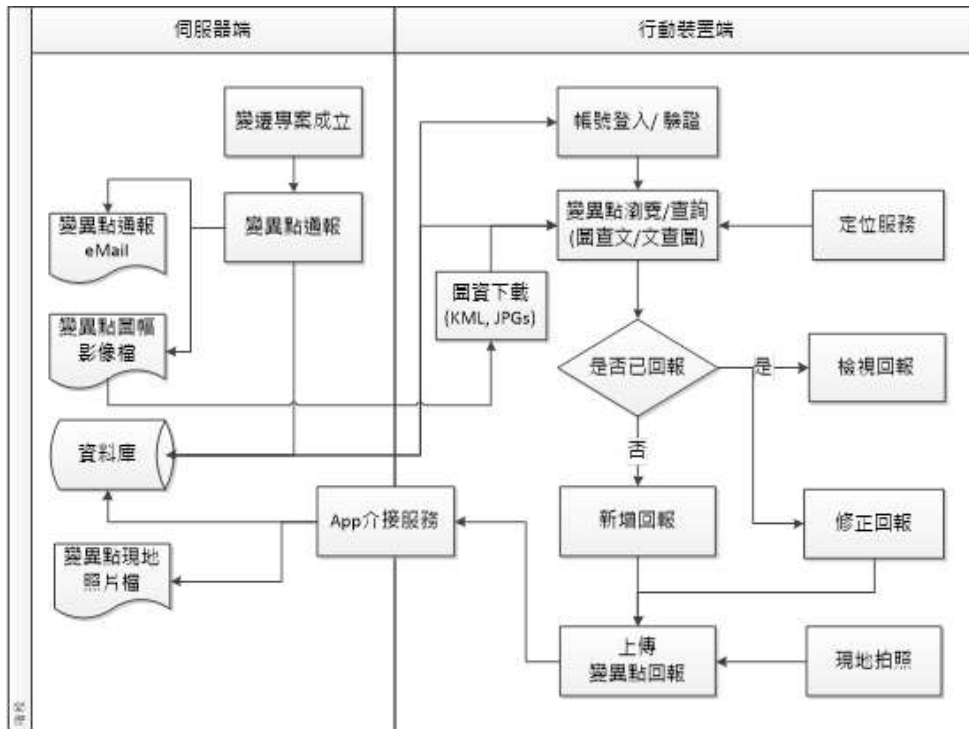 伺服器端
行動裝置端
變遷專案成立
帳號登入/ 驗證
變異點通報
eMail
變異點通報
變異點瀏覽/查詢
(圖查文/文查圖)
定位服務
圖資下載
(KML, JPGs)
變異點圖幅
影像檔
是否已回報
是
檢視回報
否
資料庫
App介接服務
新增回報
修正回報
變異點現地
照片檔
上傳
變異點回報
現地拍照
階段